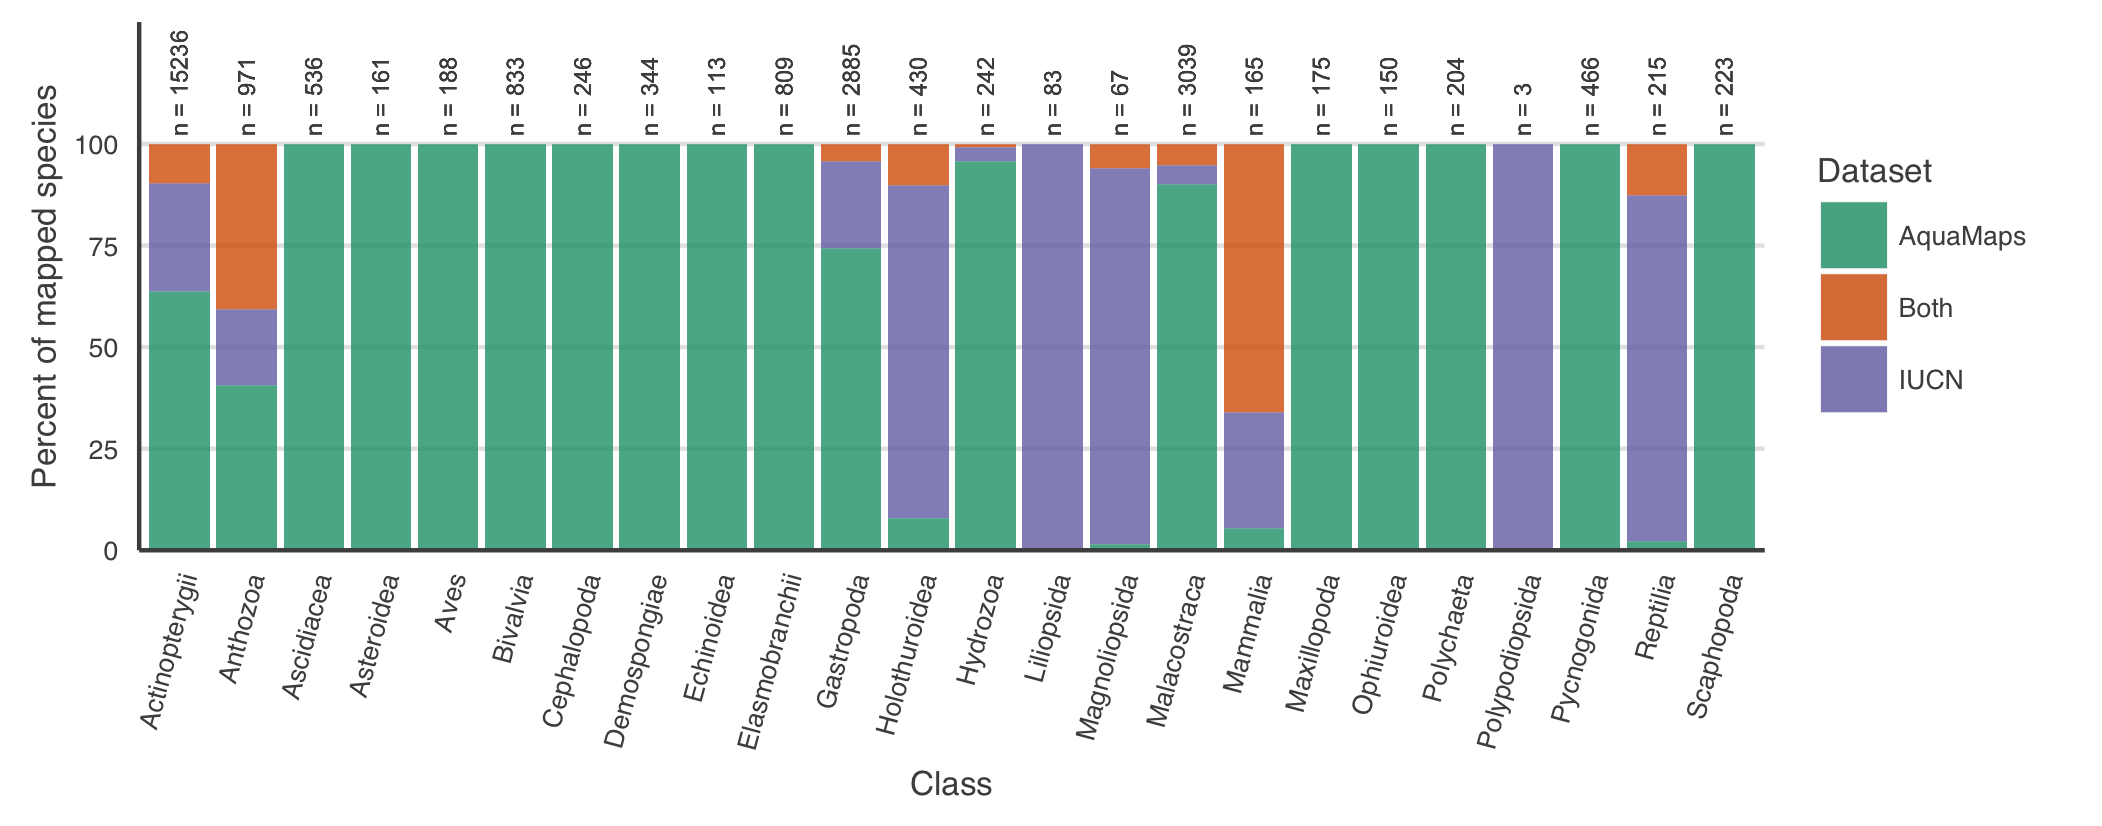 n = 15236
n = 971
n = 536
n = 161
n = 188
n = 833
n = 246
n = 344
n = 113
n = 809
n = 2885
n = 430
n = 242
n = 83
n = 67
n = 3039
n = 165
n = 175
n = 150
n = 204
n = 3
n = 466
n = 215
n = 223
Percent of mapped species
100
75
50
25
0
Actinopterygii
Anthozoa
Ascidiacea
Asteroidea
Aves
Bivalvia
Cephalopoda
Demospongiae
Echinoidea
Elasmobranchii
Gastropoda
Holothuroidea
Hydrozoa
Liliopsida
Magnoliopsida
Malacostraca
Mammalia
Maxillopoda
Ophiuroidea
Polychaeta
Polypodiopsida
Pycnogonida
Reptilia
Scaphopoda
Class
Dataset
AquaMaps
Both
IUCN